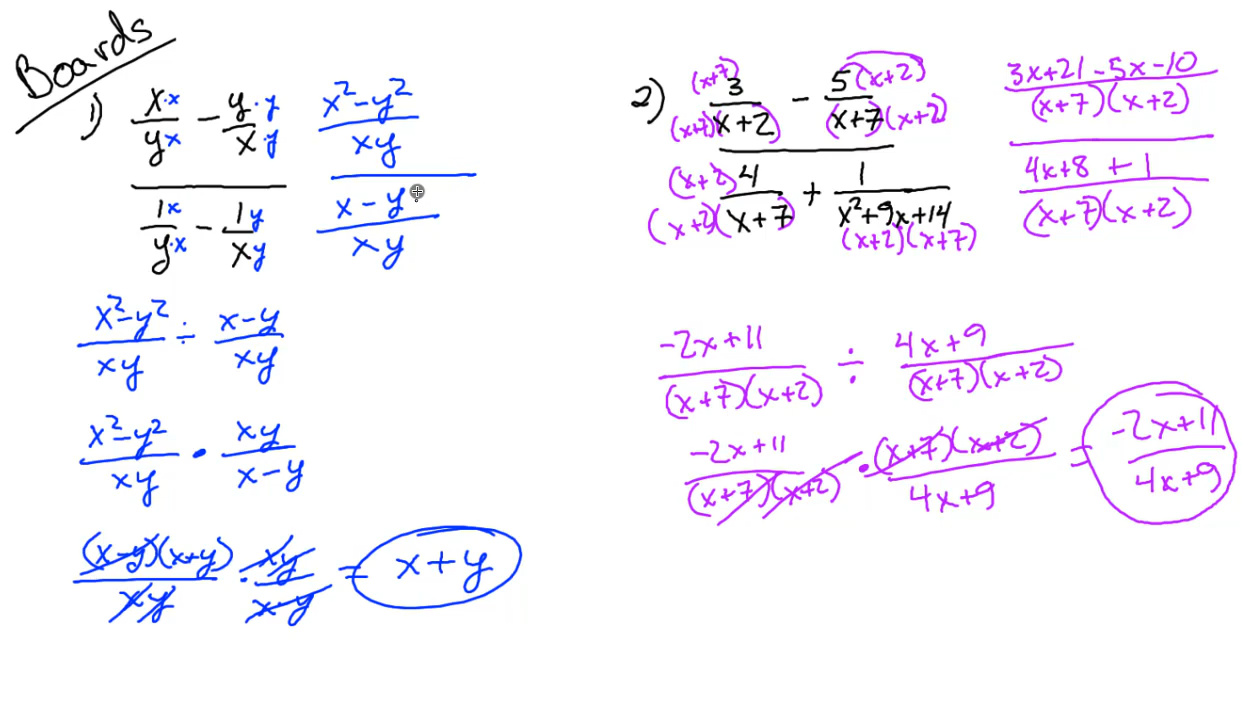 Boards
1) x·x/yx − y·y/x·y
1x/y·x − 1y/xy
x² − y²/xy
x − y/xy
x² − y²/xy ÷ x − y/xy
x² − y²/xy · xy/x − y
(x−y)(x+y)/xy · xy/x−y = x + y
2) (x+7)3/(x+7)(x+2) − 5(x+2)/(x+7)(x+2)
(x+2)4/(x+2)(x+7) + 1/x²+9x+14
(x+2)(x+7)
3x+21 −5x−10/(x+7)(x+2)
4x+8 + 1/(x+7)(x+2)
-2x+11/(x+7)(x+2) ÷ 4x+9/(x+7)(x+2)
-2x+11/(x+7)(x+2) · (x+7)(x+2)/4x+9 = -2x+11/4x+9